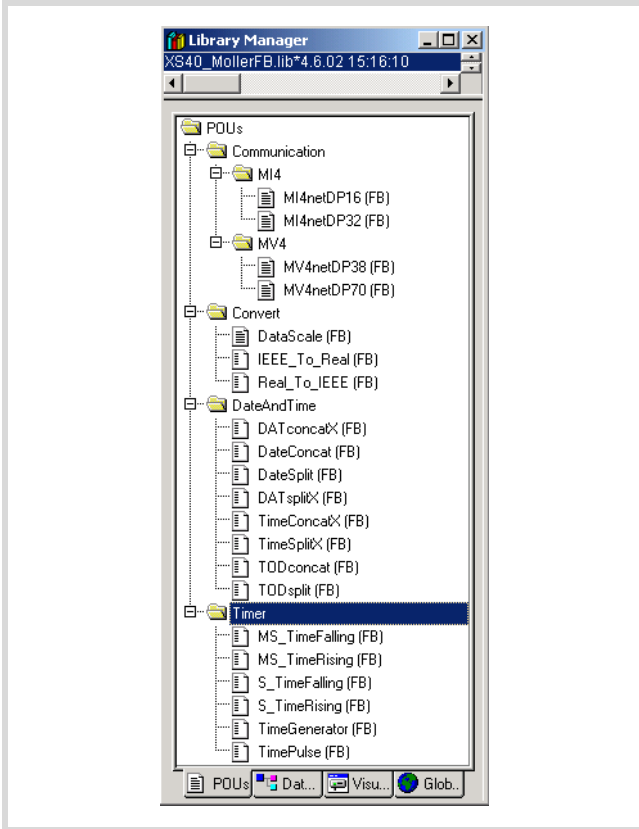 Library Manager
XS40_MollerFB.lib*4.6.02 15:16:10
POUs
Communication
MI4
MI4netDP16 (FB)
MI4netDP32 (FB)
MV4
MV4netDP38 (FB)
MV4netDP70 (FB)
Convert
DataScale (FB)
IEEE_To_Real (FB)
Real_To_IEEE (FB)
DateAndTime
DATconcatX (FB)
DateConcat (FB)
DateSplit (FB)
DATsplitX (FB)
TimeConcatX (FB)
TimeSplitX (FB)
TODconcat (FB)
TODsplit (FB)
Timer
MS_TimeFalling (FB)
MS_TimeRising (FB)
S_TimeFalling (FB)
S_TimeRising (FB)
TimeGenerator (FB)
TimePulse (FB)
POUs Dat... Visu... Glob..